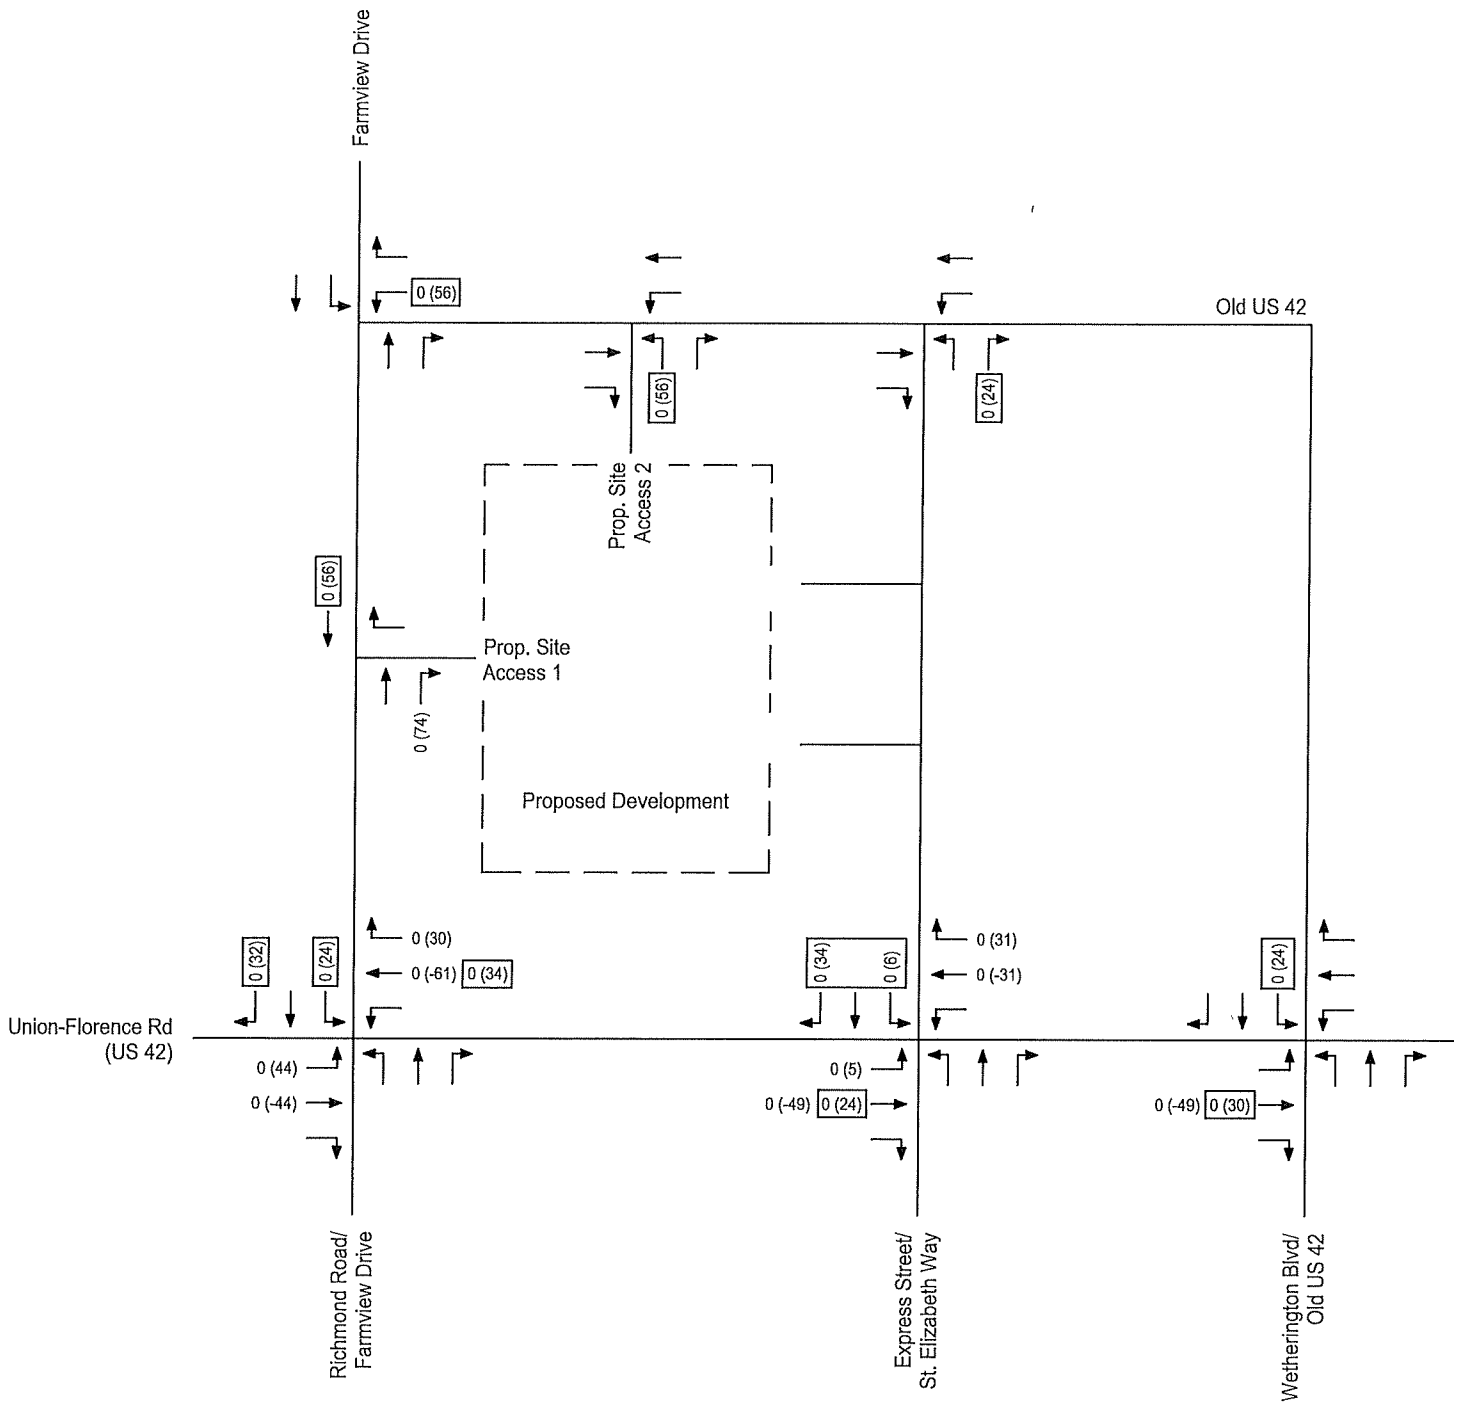 Farmview Drive
0 (56)
Old US 42
0 (56)
0 (24)
Prop. Site
Access 2
0 (56)
Prop. Site
Access 1
0 (74)
Proposed Development
0 (32)
0 (24)
0 (30)
0 (-61) 0 (34)
0 (34)
0 (6)
0 (31)
0 (-31)
0 (24)
Union-Florence Rd
(US 42)
0 (44)
0 (-44)
0 (5)
0 (-49) 0 (24)
0 (-49) 0 (30)
Richmond Road/
Farmview Drive
Express Street/
St. Elizabeth Way
Wetherington Blvd/
Old US 42